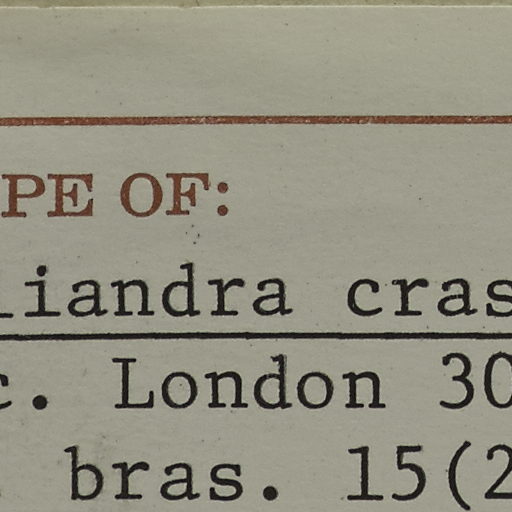 PE OF:
liandra cras
c. London 30
. bras. 15(2